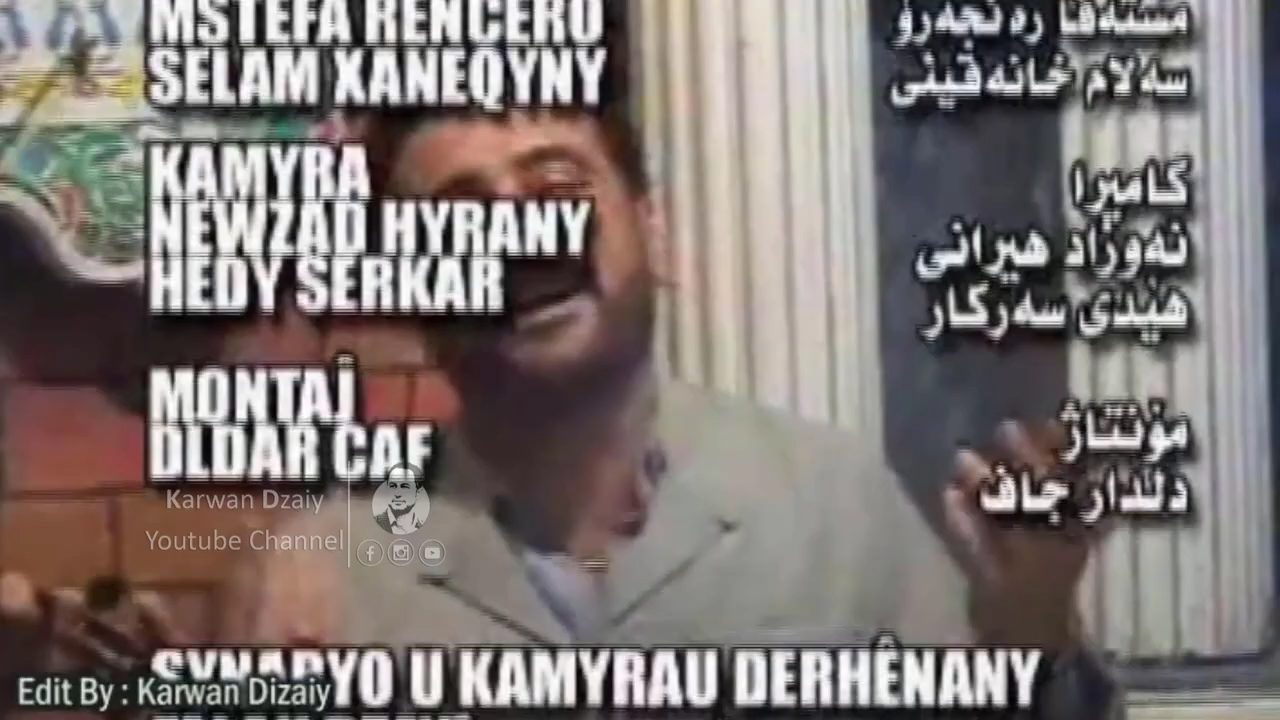 MSTEFA RENCERO
SELAM XANEQYNY
KAMYRA
NEWZAD HYRANY
HEDY SERKAR
MONTAJ
DLDAR CAF
مستەفا رەنجەرۆ
سەلام خانەقینی
کامیرا
نەوزاد هیرانی
هێدی سەرکار
مۆنتاژ
دلدار جاف
Karwan Dzaiy
Youtube Channel
U KAMYRAU DERHÊNANY
Edit By : Karwan Dizaiy